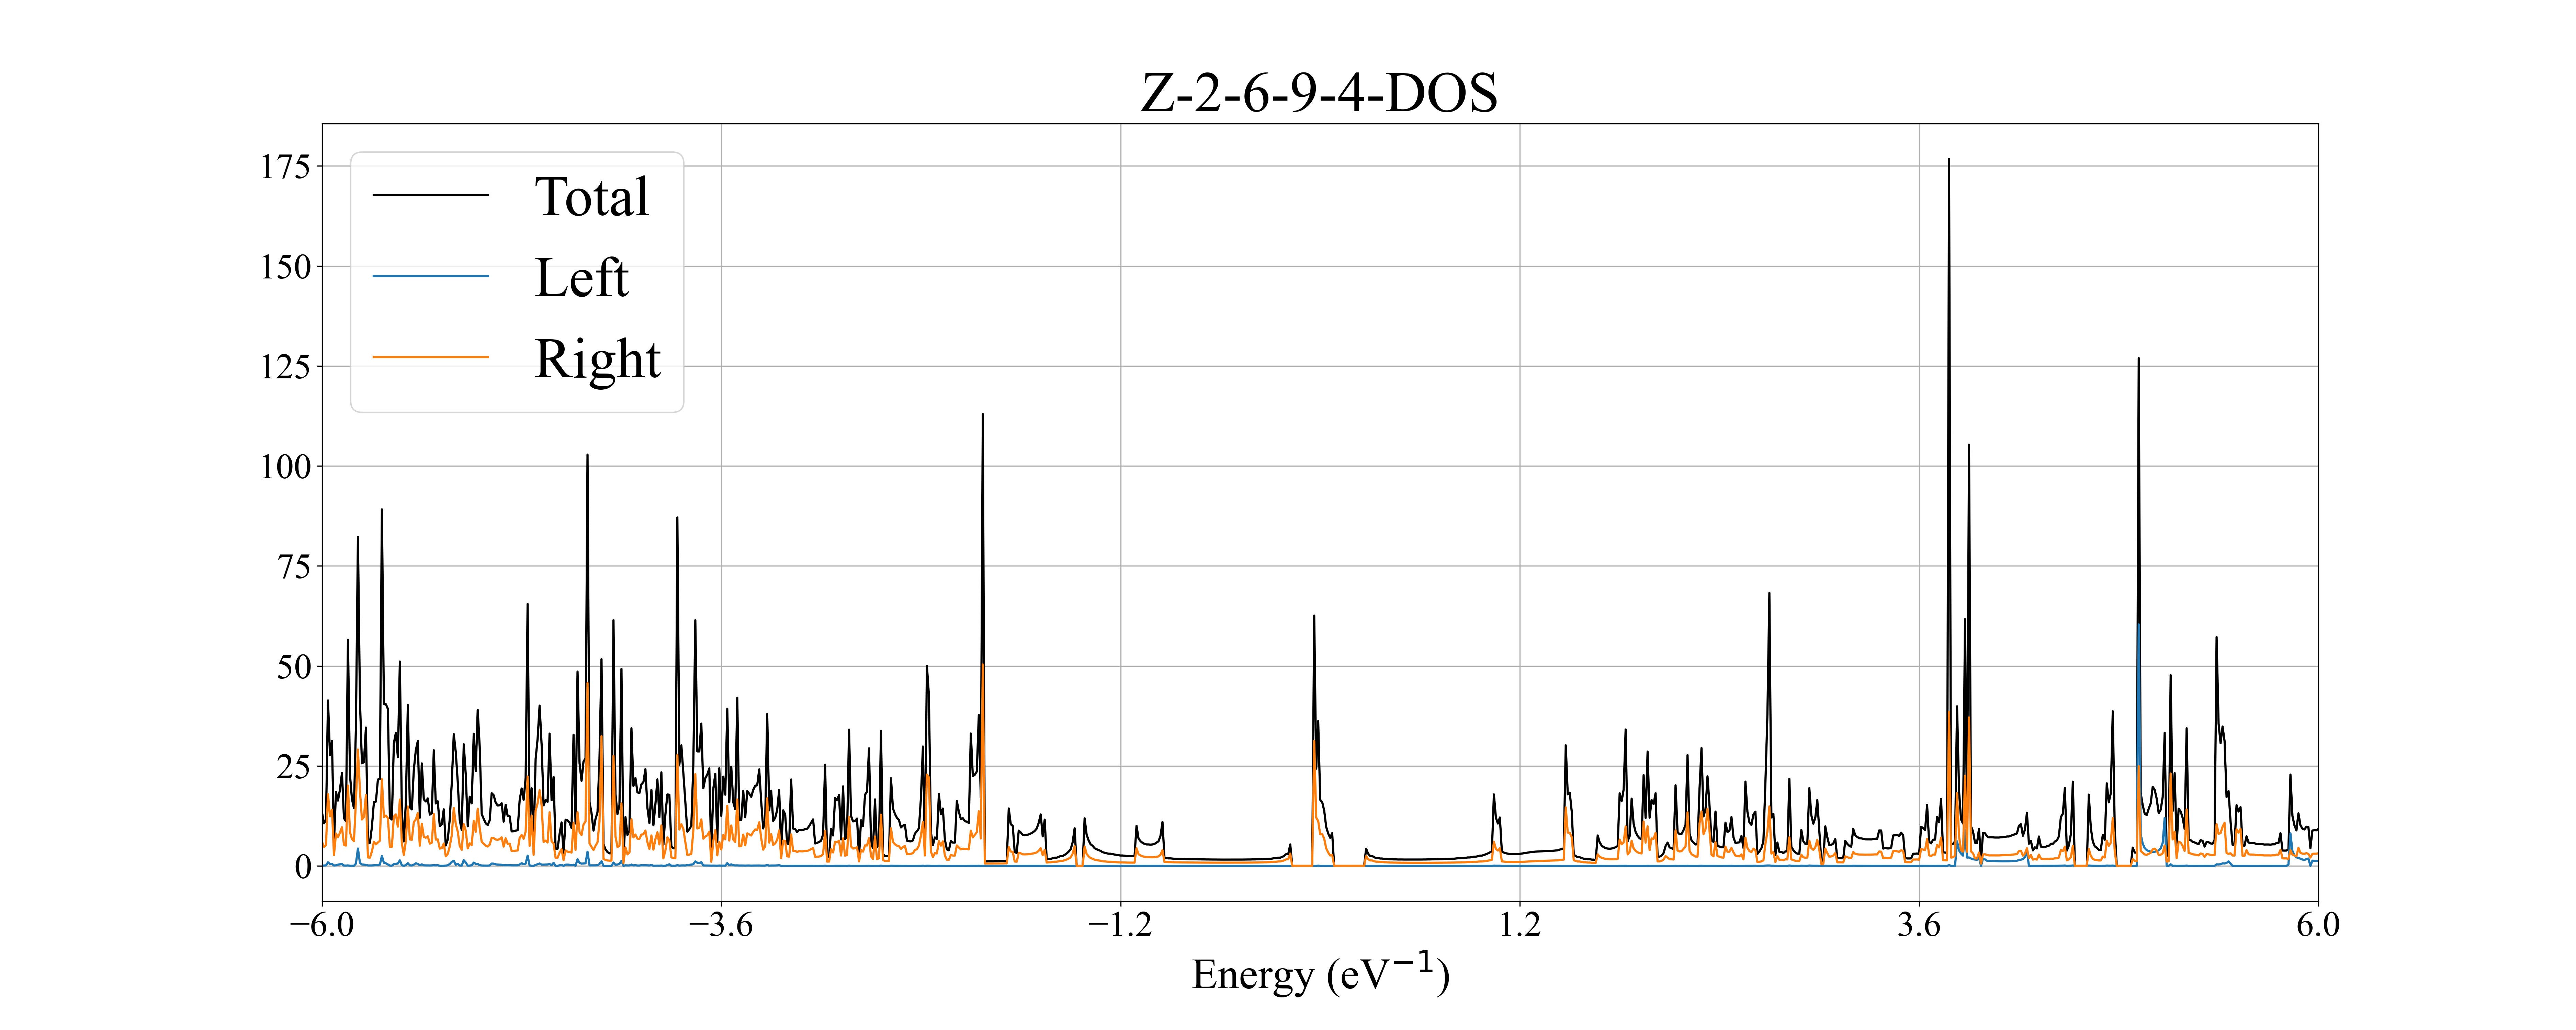 Z-2-6-9-4-DOS
Total
Left
Right
175
150
125
100
75
50
25
0
−6.0 −3.6 −1.2 1.2 3.6 6.0
Energy (eV⁻¹)